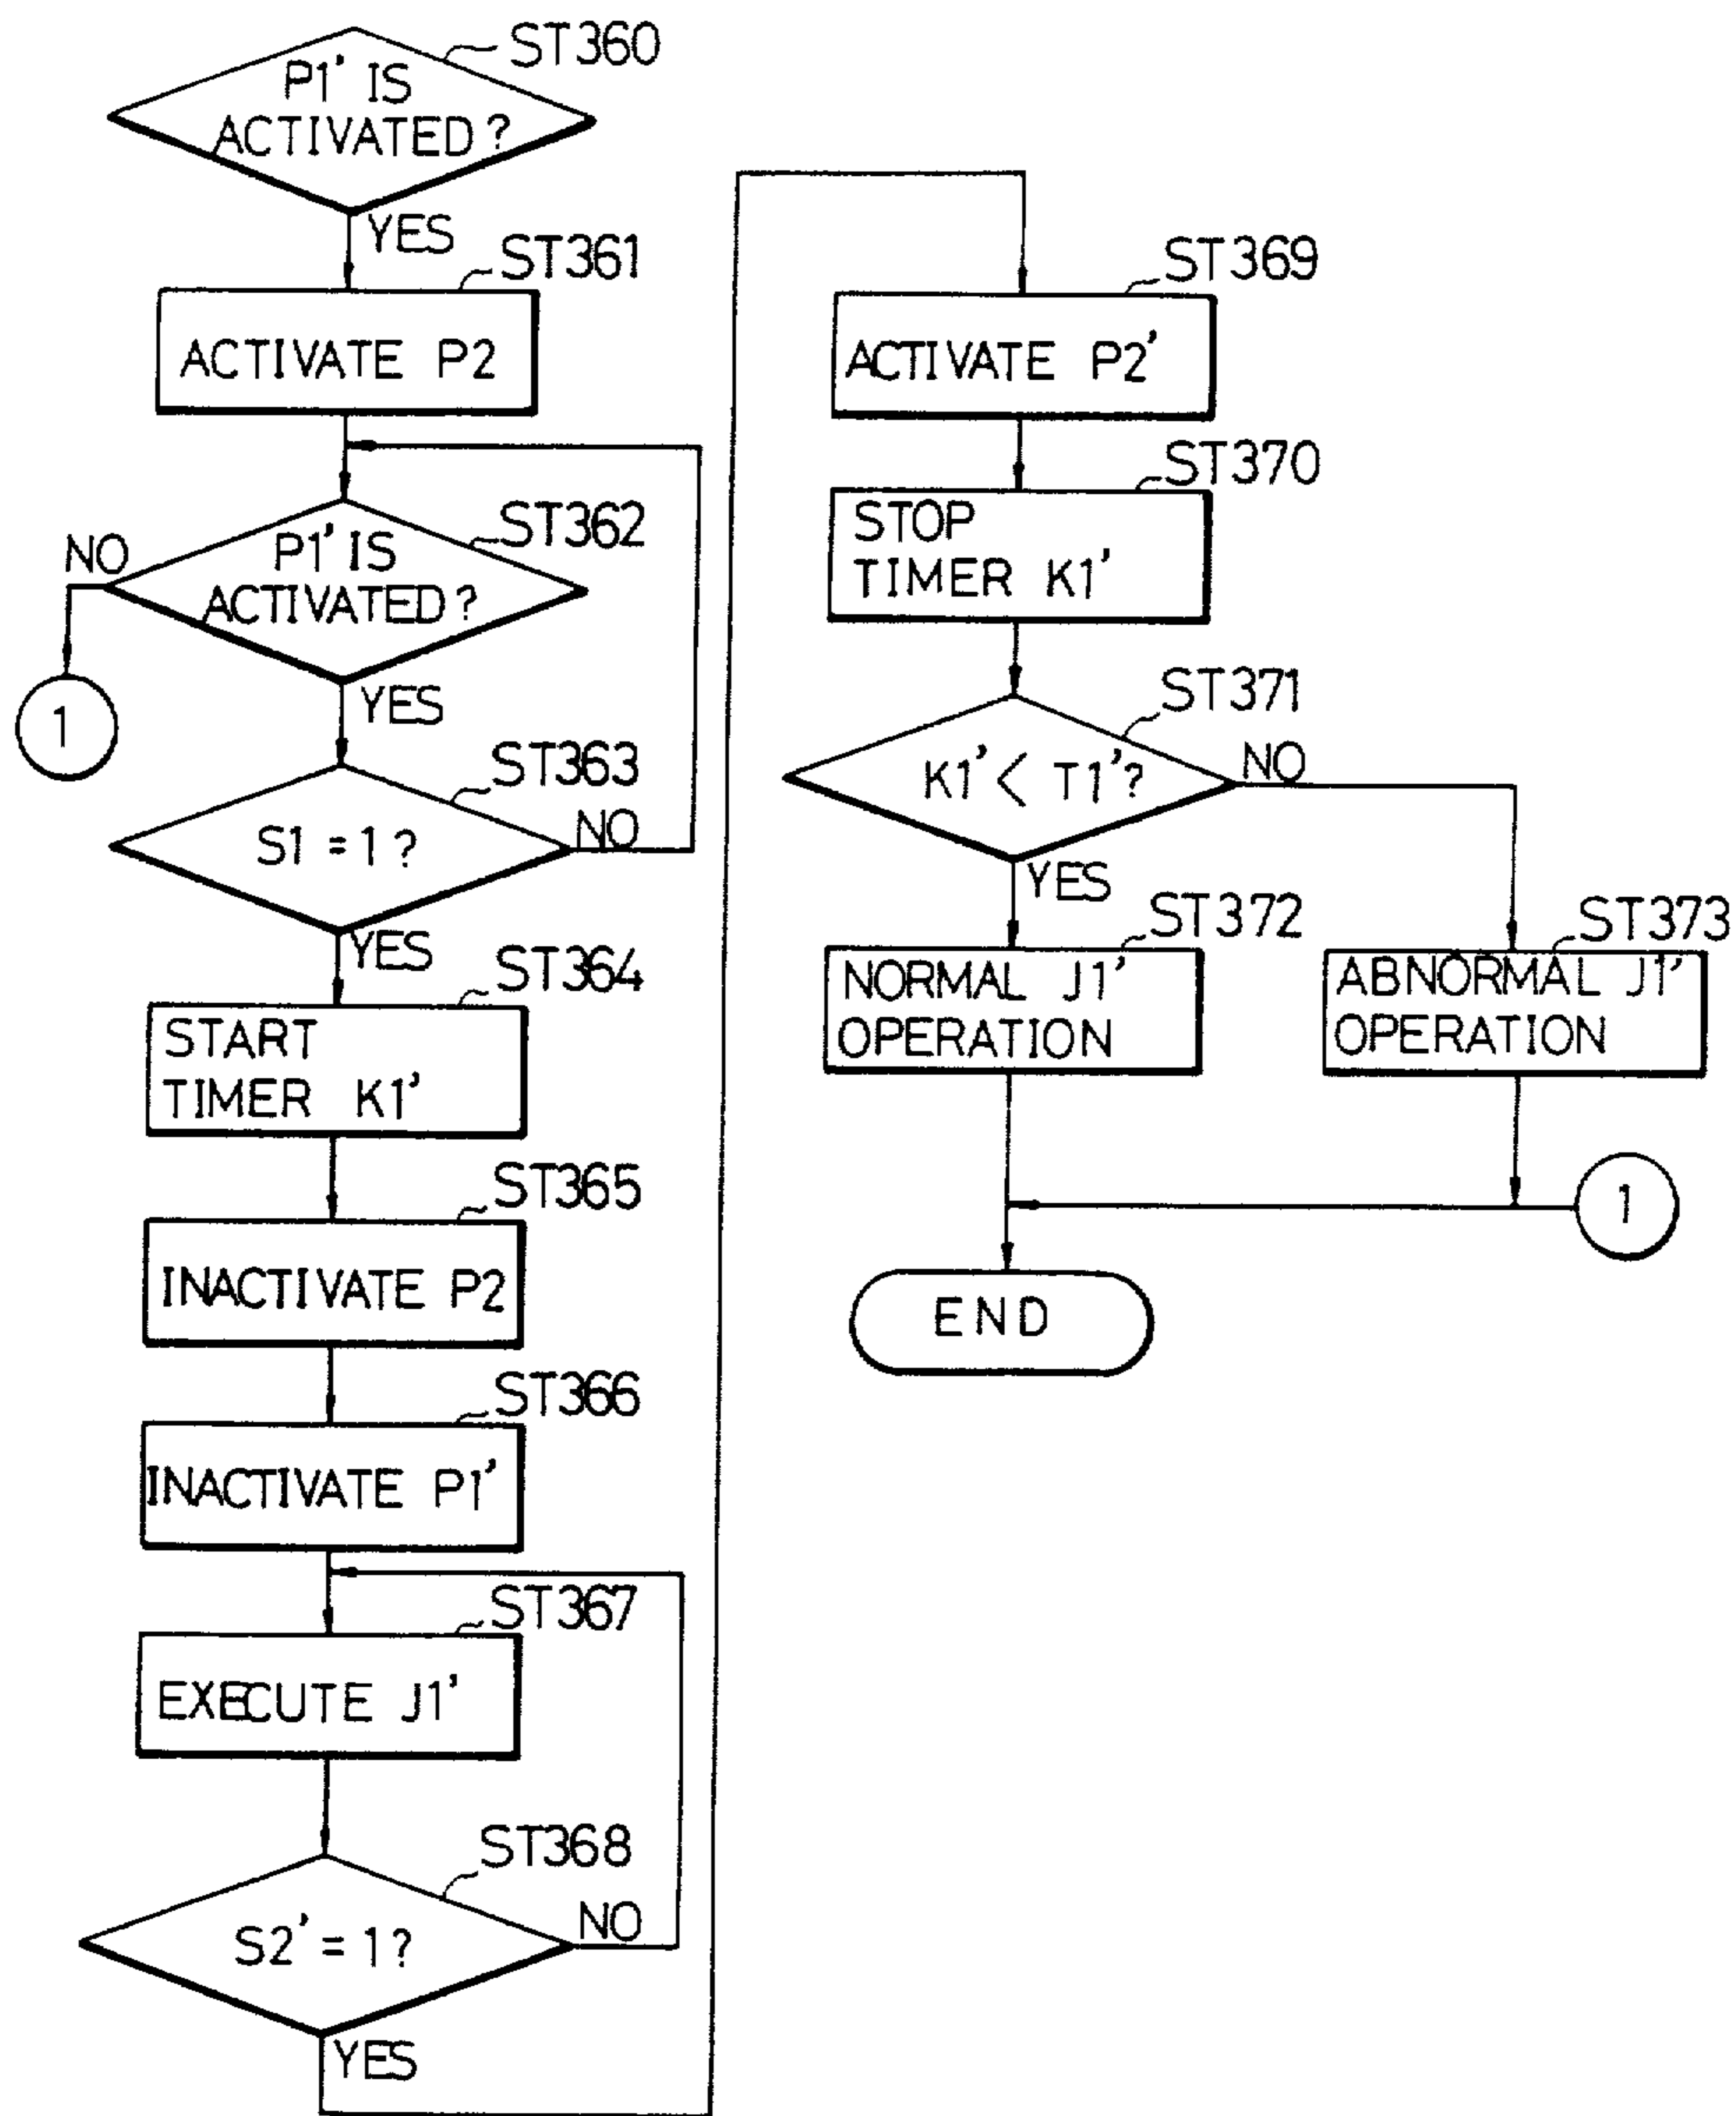 ST360
P1' IS
ACTIVATED?
YES
ST361
ACTIVATE P2
ST362
NO
P1' IS
ACTIVATED?
1
YES
ST363
S1 = 1?
NO
YES
ST364
START
TIMER K1'
ST365
INACTIVATE P2
ST366
INACTIVATE P1'
ST367
EXECUTE J1'
ST368
S2' = 1?
NO
YES
ST369
ACTIVATE P2'
ST370
STOP
TIMER K1'
ST371
K1' < T1'?
NO
YES
ST372
NORMAL J1'
OPERATION
ST373
ABNORMAL J1'
OPERATION
1
END